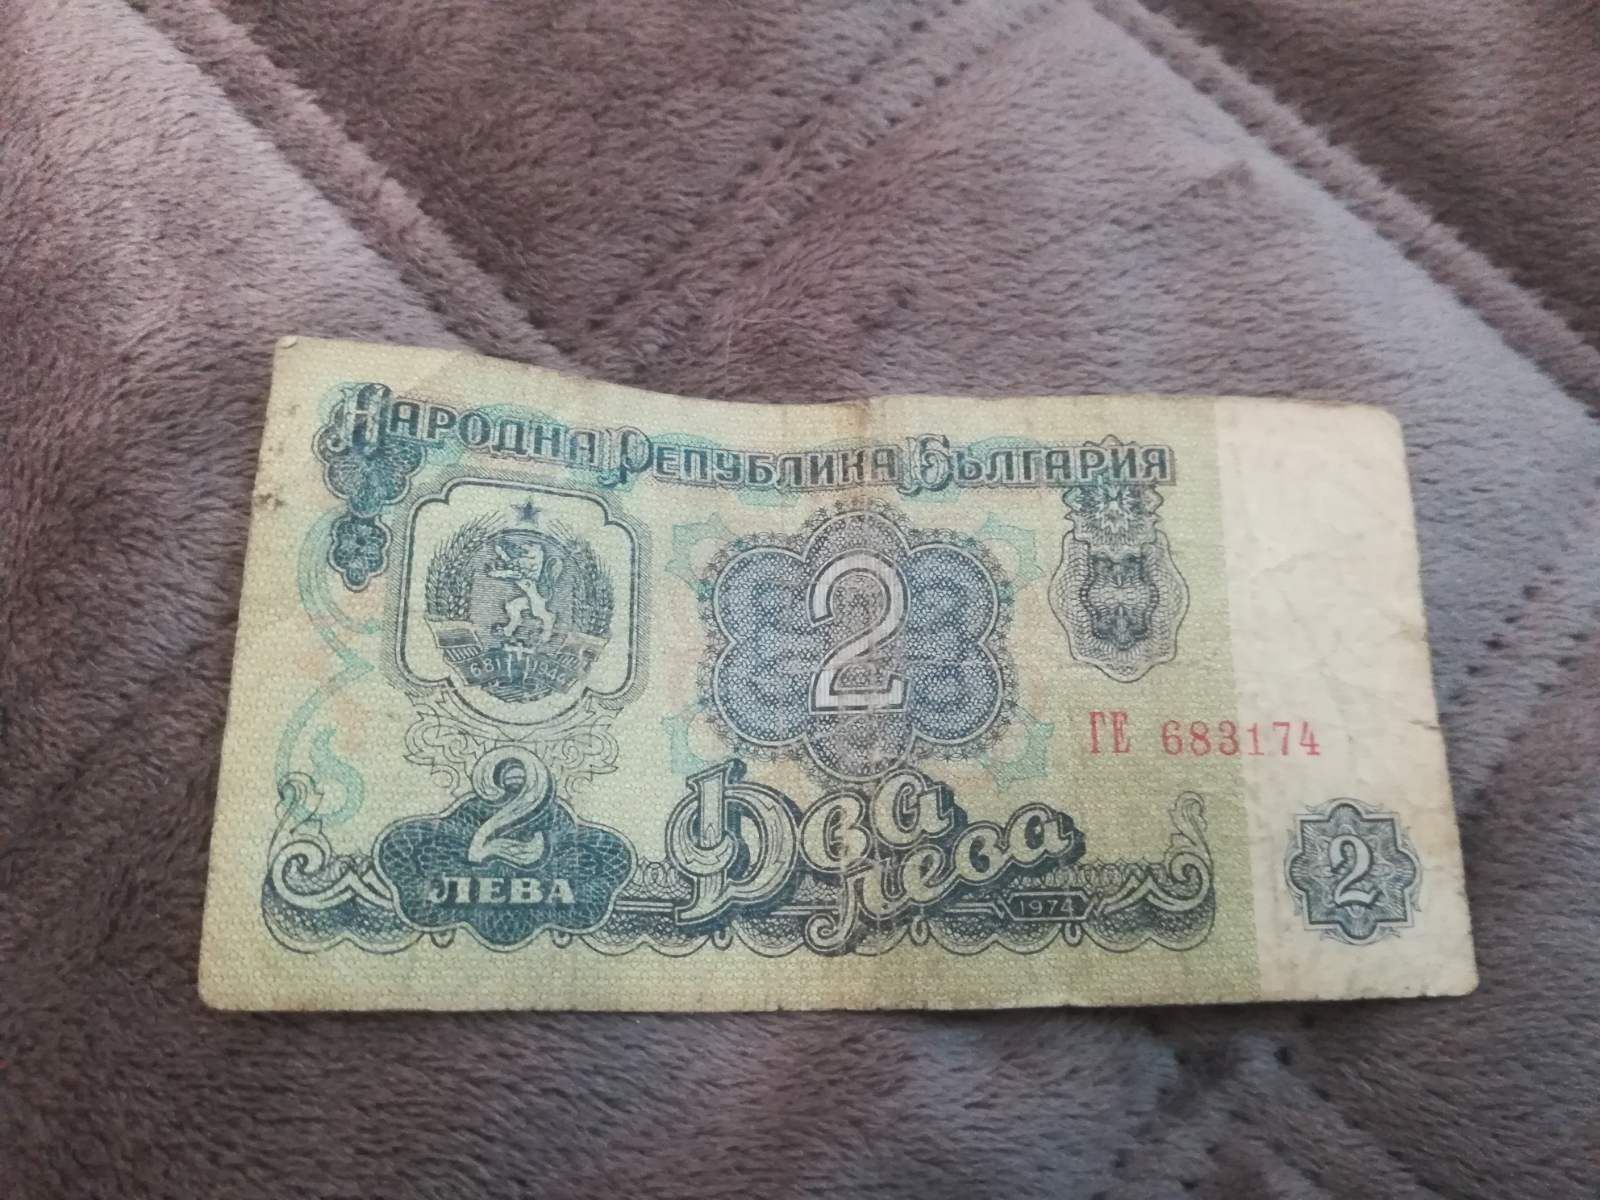 Народна Република България
681 1944
2
ГЕ 683174
2
ЛЕВА
Два
лева
1974
2